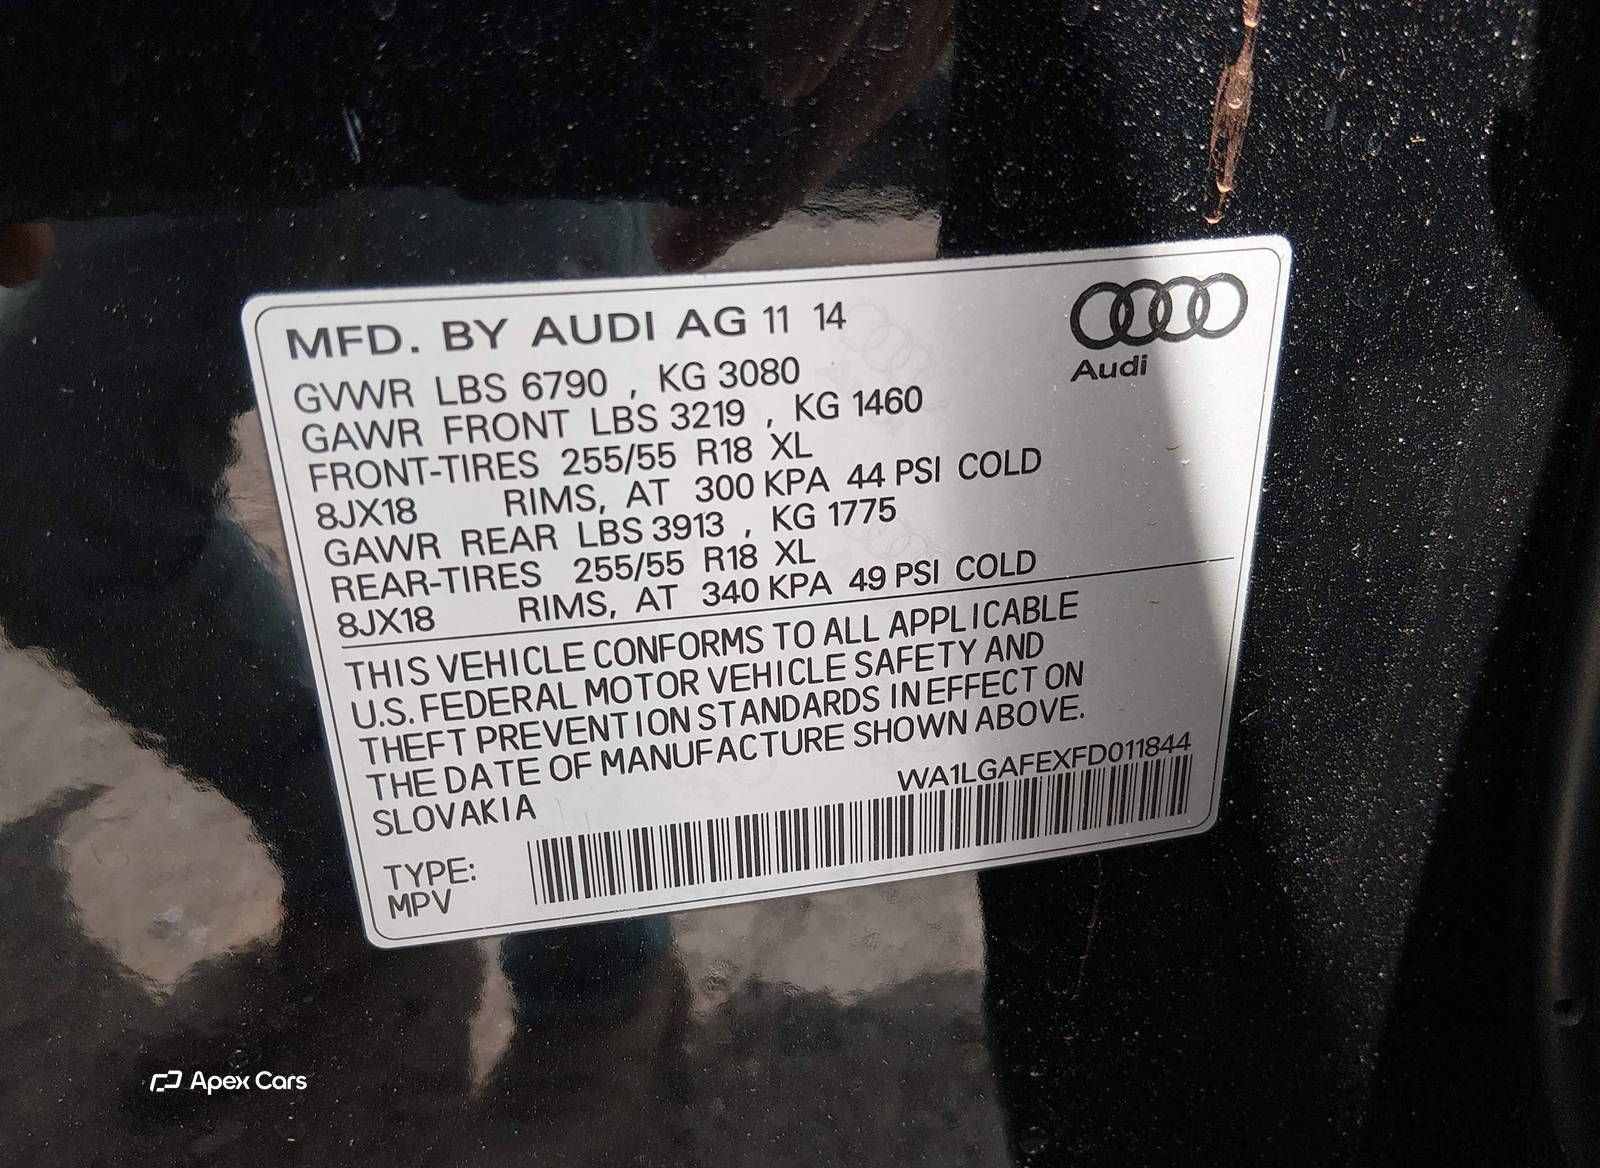 MFD. BY AUDI AG 11 14
Audi
GVWR LBS 6790 , KG 3080
GAWR FRONT LBS 3219 , KG 1460
FRONT-TIRES 255/55 R18 XL
8JX18 RIMS, AT 300 KPA 44 PSI COLD
GAWR REAR LBS 3913 , KG 1775
REAR-TIRES 255/55 R18 XL
8JX18 RIMS, AT 340 KPA 49 PSI COLD
THIS VEHICLE CONFORMS TO ALL APPLICABLE
U.S. FEDERAL MOTOR VEHICLE SAFETY AND
THEFT PREVENTION STANDARDS IN EFFECT ON
THE DATE OF MANUFACTURE SHOWN ABOVE.
SLOVAKIA
WA1LGAFEXFD011844
TYPE:
MPV
Apex Cars